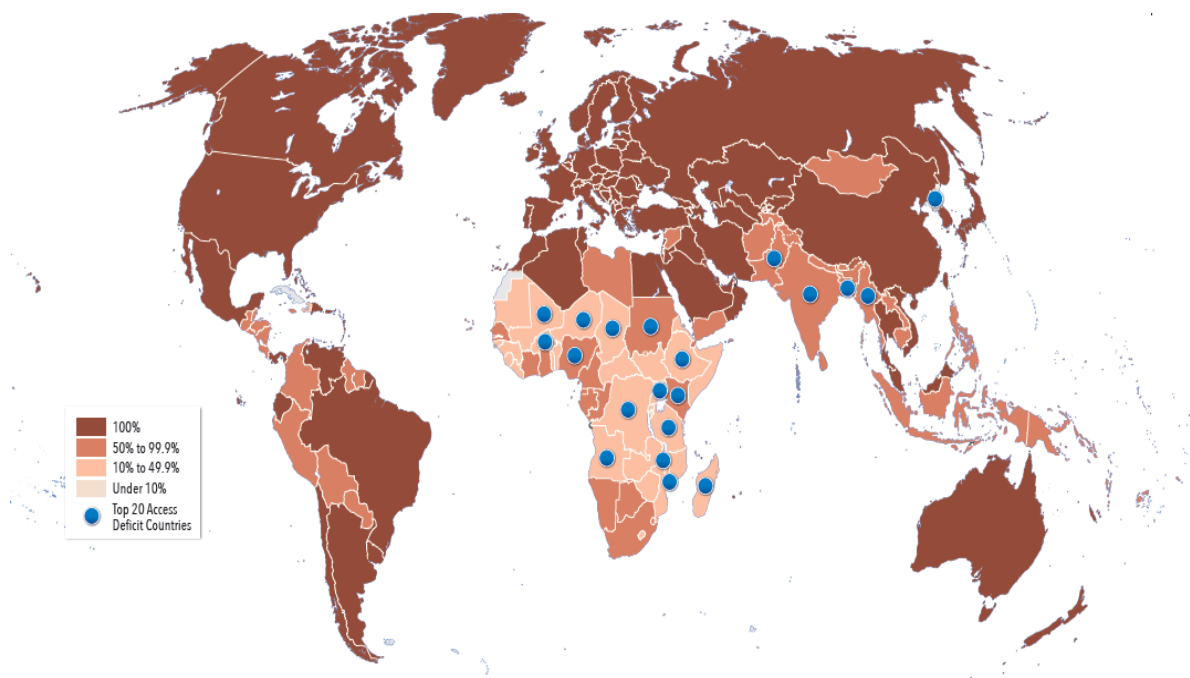 100%
50% to 99.9%
10% to 49.9%
Under 10%
Top 20 Access
Deficit Countries